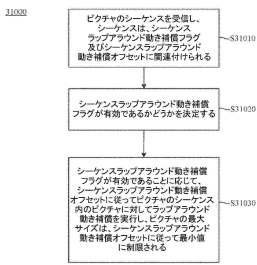 31000
ピクチャのシーケンスを受信し、
シーケンスは、シーケンス
ラップアラウンド動き補償フラグ
及びシーケンスラップアラウンド
動き補償オフセットに関連付けられる
S31010
シーケンスラップアラウンド動き補償
フラグが有効であるかどうかを決定する
S31020
シーケンスラップアラウンド動き補償
フラグが有効であることに応じて、
シーケンスラップアラウンド動き補償
オフセットに従ってピクチャのシーケンス
内のピクチャに対してラップアラウンド
動き補償を実行し、ピクチャの最大
サイズは、シーケンスラップアラウンド
動き補償オフセットに従って最小値
に制限される
S31030